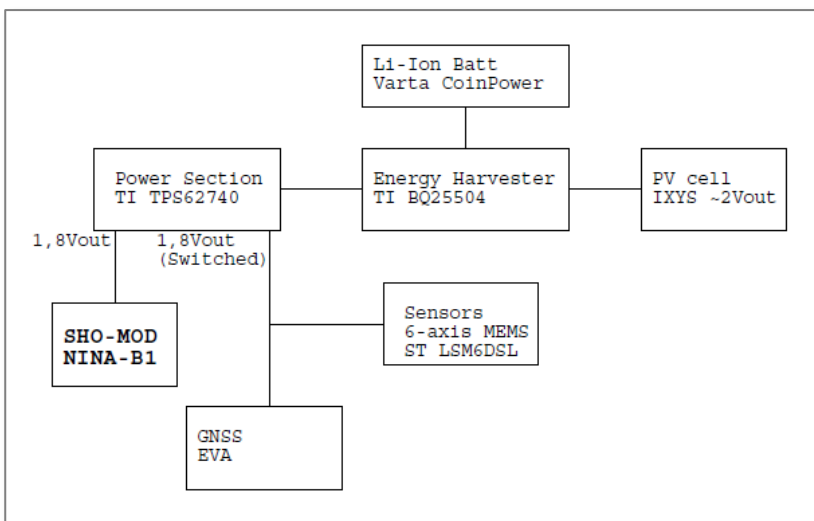 Li-Ion Batt
Varta CoinPower
Power Section
TI TPS62740
Energy Harvester
TI BQ25504
PV cell
IXYS ~2Vout
1,8Vout
1,8Vout
(Switched)
Sensors
6-axis MEMS
ST LSM6DSL
SHO-MOD
NINA-B1
GNSS
EVA